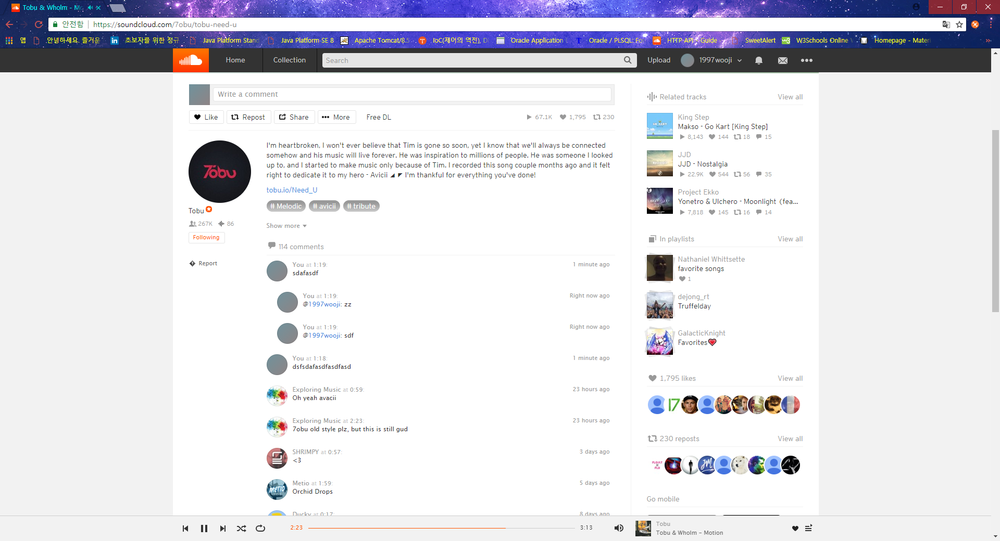 Tobu & Wholm - Mo
안전함
https://soundcloud.com/7obu/tobu-need-u
앱
안녕하세요. 즐거운
초보자를 위한 정규
Java Platform Stand
Java Platform SE 8
Apache Tomcat/8.5
IoC(제어의 역전), D
Oracle Application
Oracle / PLSQL: Fo
HTTP API - Guide -
SweetAlert
W3Schools Online
Homepage - Mater
Home
Collection
Search
Upload
1997wooji
Write a comment
Like
Repost
Share
More
Free DL
67.1K
1,795
230
Tobu
267K
86
Following
Report
I'm heartbroken, I won't ever believe that Tim is gone so soon, yet I know that we'll always be connected
somehow and his music will live forever. He was inspiration to millions of people. He was someone I looked
up to, and I started to make music only because of Tim. I recorded this song couple months ago and it felt
right to dedicate it to my hero - Avicii ◢ ◤ I'm thankful for everything you've done!
tobu.io/Need_U
# Melodic
# avicii
# tribute
Show more
114 comments
You at 1:19:
1 minute ago
sdafasdf
You at 1:19:
Right now ago
@1997wooji: zz
You at 1:19:
Right now ago
@1997wooji: sdf
You at 1:18:
1 minute ago
dsfsdafasdfasdfasd
Exploring Music at 0:59:
23 hours ago
Oh yeah avacii
Exploring Music at 2:23:
23 hours ago
7obu old style plz, but this is still gud
SHRIMPY at 0:57:
3 days ago
<3
Metio at 1:59:
5 days ago
Orchid Drops
Ducky at 0:17:
8 days ago
Related tracks
View all
King Step
Makso - Go Kart [King Step]
8,143
144
18
15
JJD
JJD - Nostalgia
22.9K
544
56
35
Project Ekko
Yonetro & Ulchero - Moonlight (fea...
7,818
145
16
14
In playlists
View all
Nathaniel Whittsette
favorite songs
1
dejong_rt
Truffelday
GalacticKnight
Favorites💗
1,795 likes
View all
17
230 reposts
View all
FLOAT
N
FLY
JM
Go mobile
2:23
3:13
Tobu
Tobu & Wholm – Motion